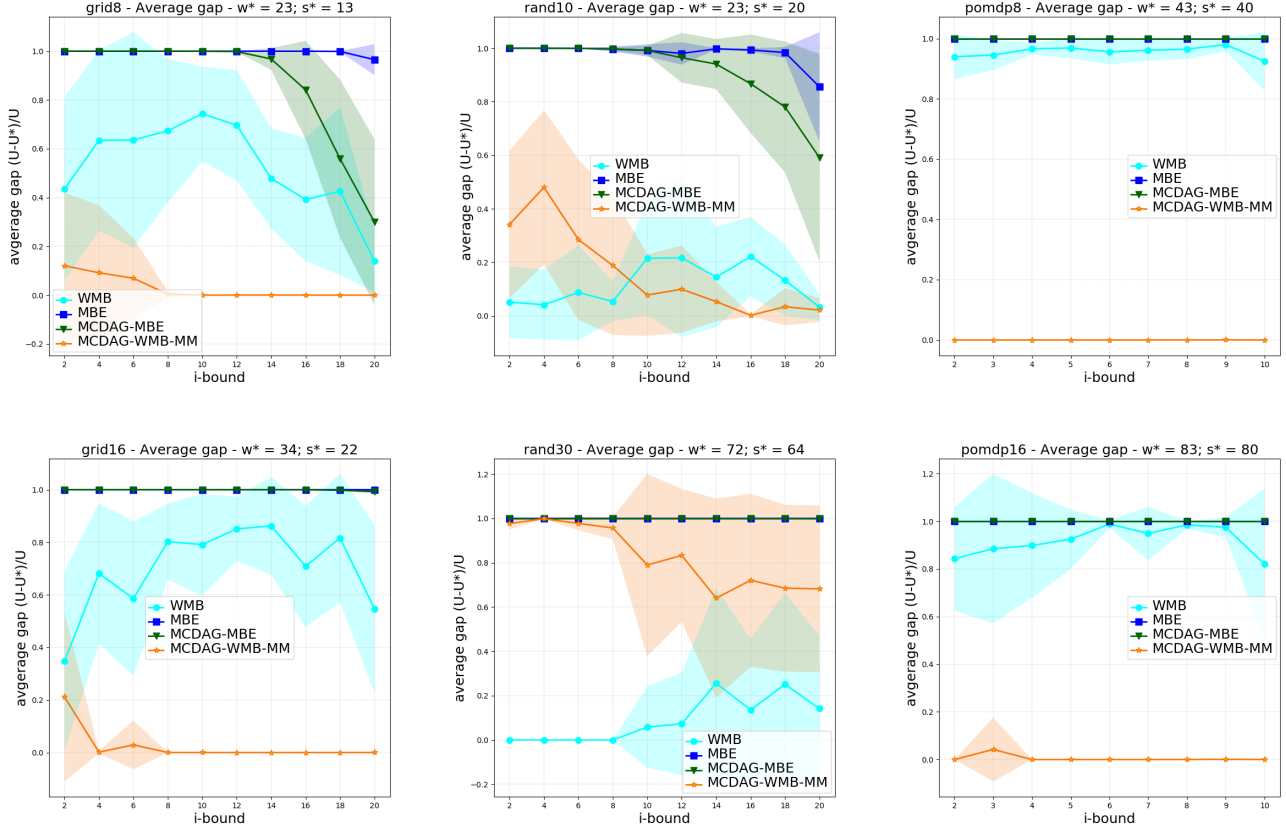 grid8 - Average gap - w* = 23; s* = 13
avgerage gap (U-U*)/U
1.0
0.8
0.6
0.4
0.2
0.0
−0.2
WMB
MBE
MCDAG-MBE
MCDAG-WMB-MM
2 4 6 8 10 12 14 16 18 20
i-bound
rand10 - Average gap - w* = 23; s* = 20
average gap (U-U*)/U
1.0
0.8
0.6
0.4
0.2
0.0
WMB
MBE
MCDAG-MBE
MCDAG-WMB-MM
2 4 6 8 10 12 14 16 18 20
i-bound
pomdp8 - Average gap - w* = 43; s* = 40
avgerage gap (U-U*)/U
1.0
0.8
0.6
0.4
0.2
0.0
WMB
MBE
MCDAG-MBE
MCDAG-WMB-MM
2 3 4 5 6 7 8 9 10
i-bound
grid16 - Average gap - w* = 34; s* = 22
avgerage gap (U-U*)/U
1.0
0.8
0.6
0.4
0.2
0.0
WMB
MBE
MCDAG-MBE
MCDAG-WMB-MM
2 4 6 8 10 12 14 16 18 20
i-bound
rand30 - Average gap - w* = 72; s* = 64
average gap (U-U*)/U
1.2
1.0
0.8
0.6
0.4
0.2
0.0
−0.2
WMB
MBE
MCDAG-MBE
MCDAG-WMB-MM
2 4 6 8 10 12 14 16 18 20
i-bound
pomdp16 - Average gap - w* = 83; s* = 80
avgerage gap (U-U*)/U
1.2
1.0
0.8
0.6
0.4
0.2
0.0
WMB
MBE
MCDAG-MBE
MCDAG-WMB-MM
2 3 4 5 6 7 8 9 10
i-bound